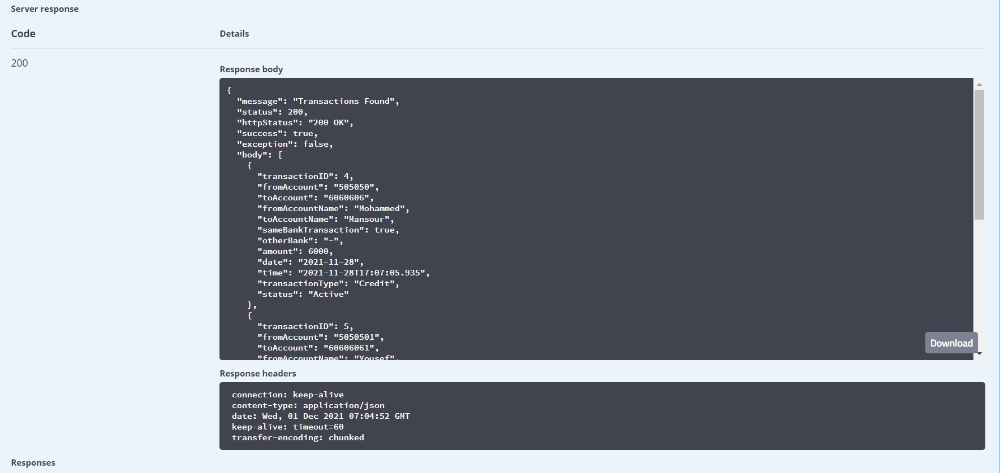 Server response
Code Details
200
Response body
{
  "message": "Transactions Found",
  "status": 200,
  "httpStatus": "200 OK",
  "success": true,
  "exception": false,
  "body": [
    {
      "transactionID": 4,
      "fromAccount": "505050",
      "toAccount": "6060606",
      "fromAccountName": "Mohammed",
      "toAccountName": "Mansour",
      "sameBankTransaction": true,
      "otherBank": "-",
      "amount": 6000,
      "date": "2021-11-28",
      "time": "2021-11-28T17:07:05.935",
      "transactionType": "Credit",
      "status": "Active"
    },
    {
      "transactionID": 5,
      "fromAccount": "5050501",
      "toAccount": "60606061",
      "fromAccountName": "Yousef",
Download
Response headers
connection: keep-alive
content-type: application/json
date: Wed, 01 Dec 2021 07:04:52 GMT
keep-alive: timeout=60
transfer-encoding: chunked
Responses